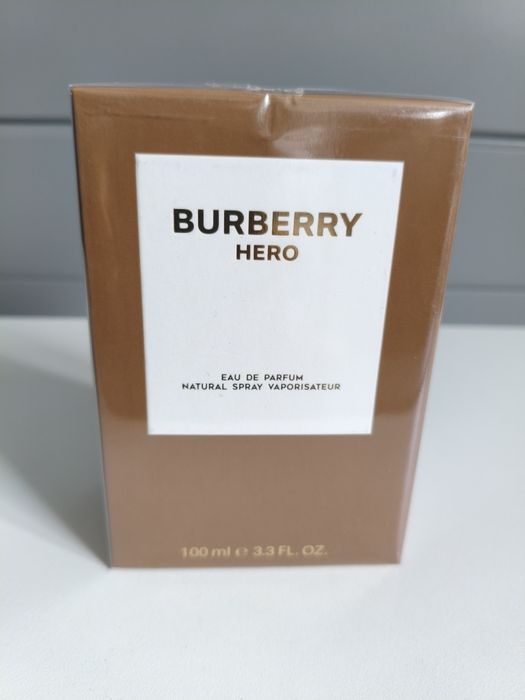 BURBERRY
HERO
EAU DE PARFUM
NATURAL SPRAY VAPORISATEUR
100 ml ℮ 3.3 FL. OZ.